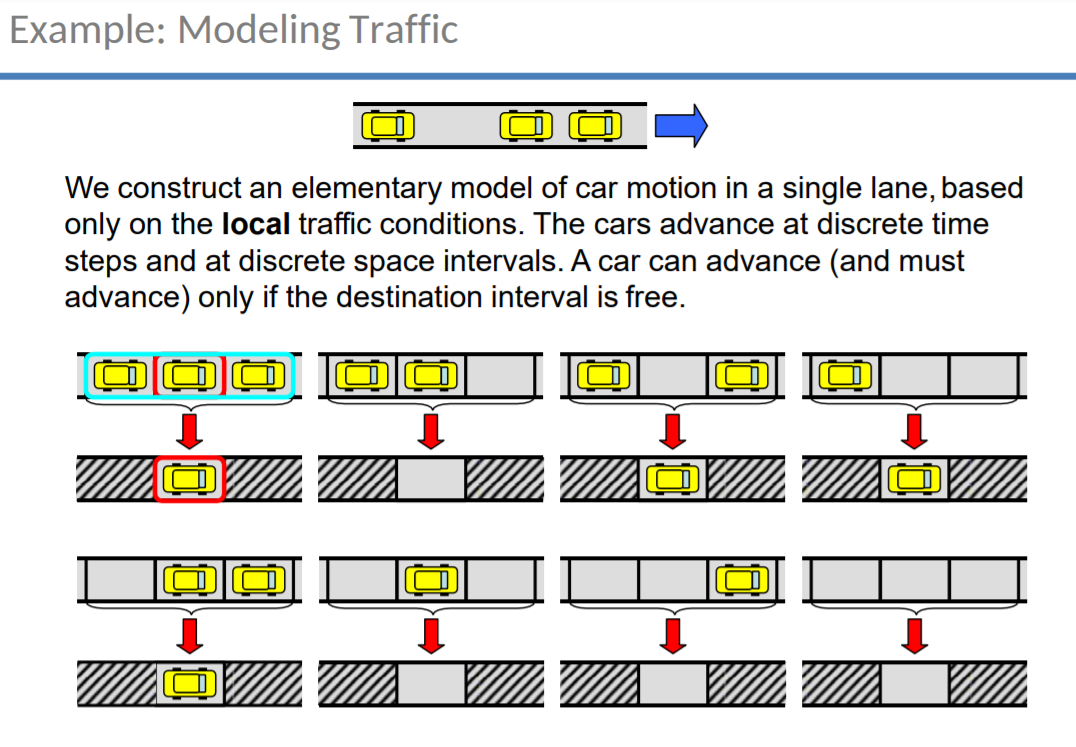 Example: Modeling Traffic
We construct an elementary model of car motion in a single lane, based
only on the local traffic conditions. The cars advance at discrete time
steps and at discrete space intervals. A car can advance (and must
advance) only if the destination interval is free.